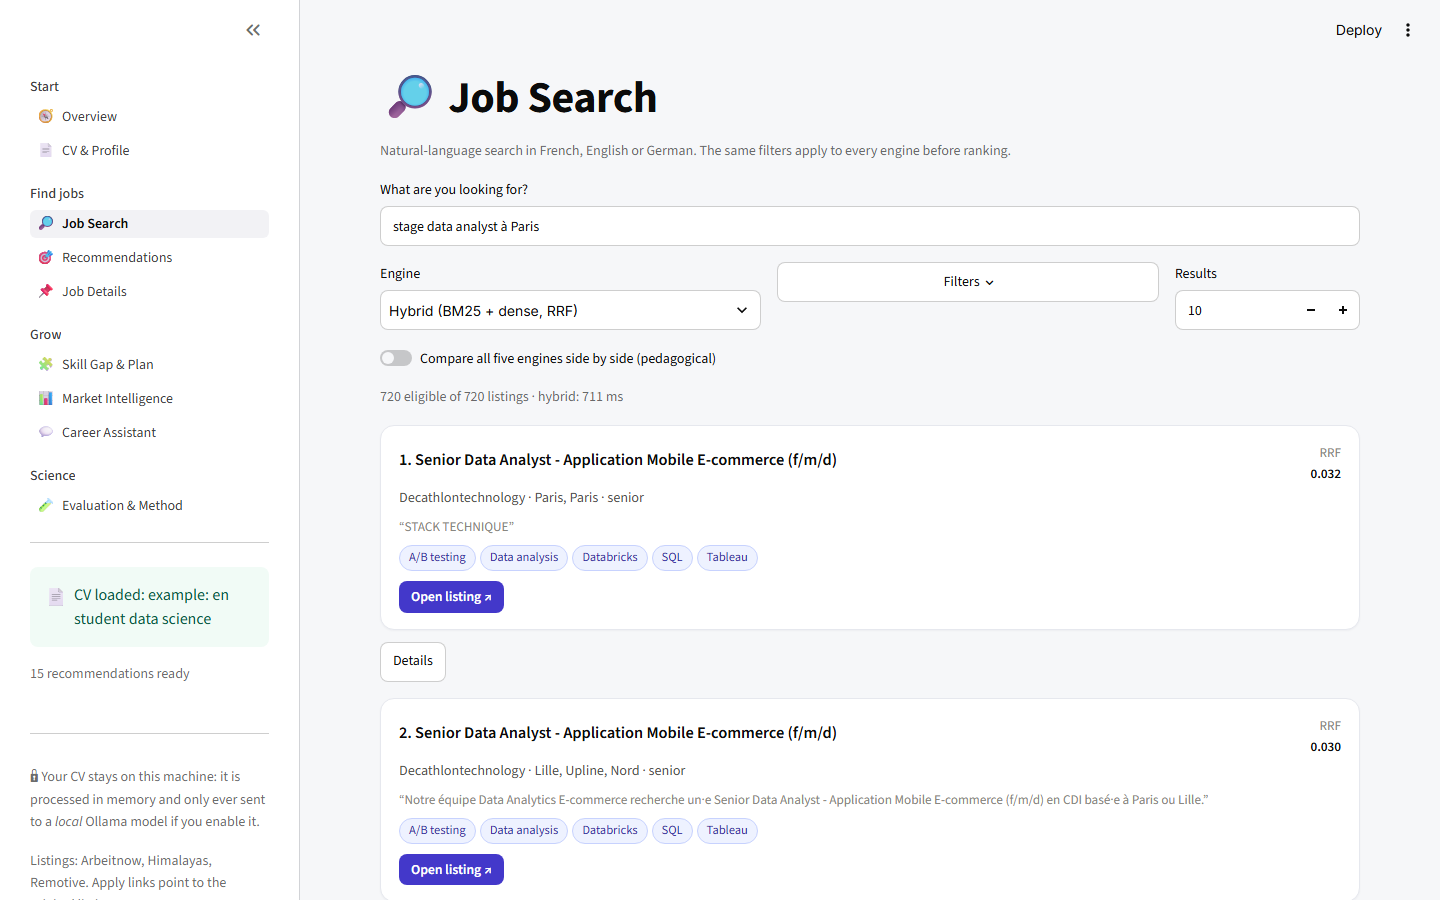 Deploy
Start
Overview
CV & Profile
Find jobs
Job Search
Recommendations
Job Details
Grow
Skill Gap & Plan
Market Intelligence
Career Assistant
Science
Evaluation & Method
CV loaded: example: en
student data science
15 recommendations ready
Your CV stays on this machine: it is
processed in memory and only ever sent
to a local Ollama model if you enable it.
Listings: Arbeitnow, Himalayas,
Remotive. Apply links point to the
Job Search
Natural-language search in French, English or German. The same filters apply to every engine before ranking.
What are you looking for?
stage data analyst à Paris
Engine
Hybrid (BM25 + dense, RRF)
Filters
Results
10
Compare all five engines side by side (pedagogical)
720 eligible of 720 listings · hybrid: 711 ms
1. Senior Data Analyst - Application Mobile E-commerce (f/m/d)
RRF
0.032
Decathlontechnology · Paris, Paris · senior
“STACK TECHNIQUE”
A/B testing
Data analysis
Databricks
SQL
Tableau
Open listing ↗
Details
2. Senior Data Analyst - Application Mobile E-commerce (f/m/d)
RRF
0.030
Decathlontechnology · Lille, Upline, Nord · senior
“Notre équipe Data Analytics E-commerce recherche un·e Senior Data Analyst - Application Mobile E-commerce (f/m/d) en CDI basé·e à Paris ou Lille.”
A/B testing
Data analysis
Databricks
SQL
Tableau
Open listing ↗